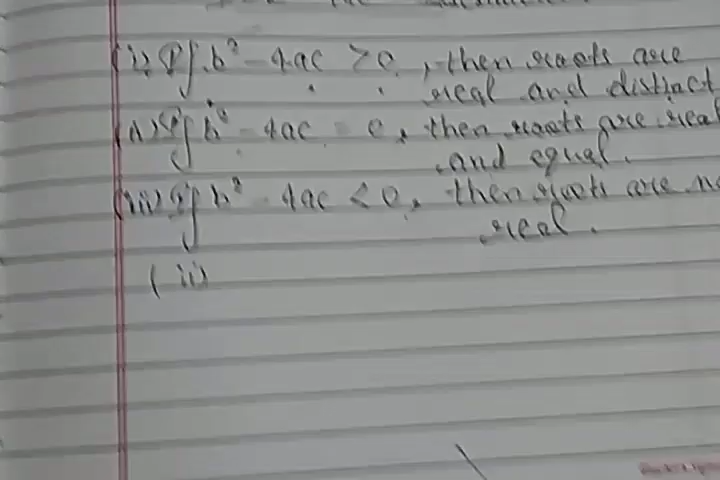 (i) If b² - 4ac > 0, then roots are
real and distinct
(ii) If b² - 4ac = 0, then roots are real
and equal.
(iii) If b² - 4ac < 0, then roots are no
real.
(ii)